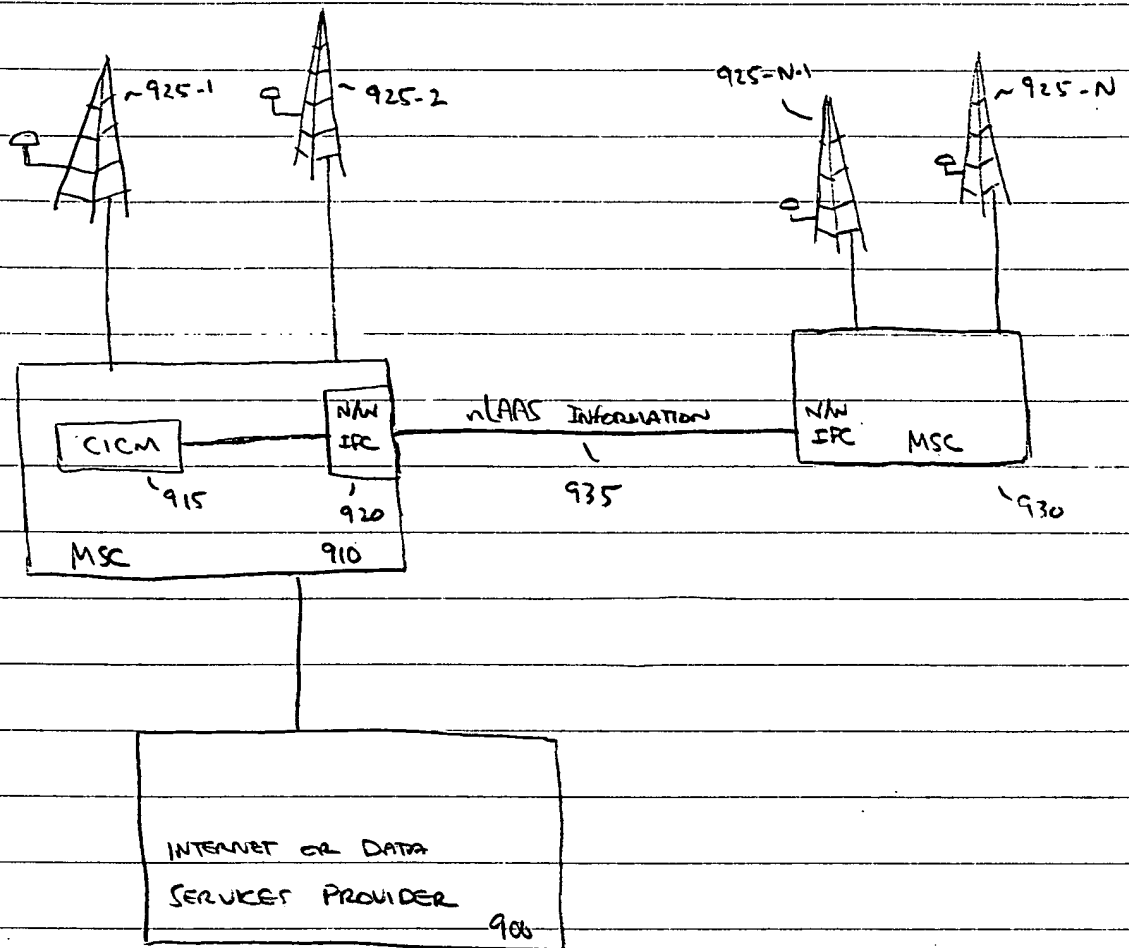 ~925-1
~925-2
925=N-1
~925-N
CICM
915
N/W
IFC
920
MSC
910
nLAAS INFORMATION
935
N/W
IFC
MSC
930
INTERNET OR DATA
SERVICES PROVIDER
900